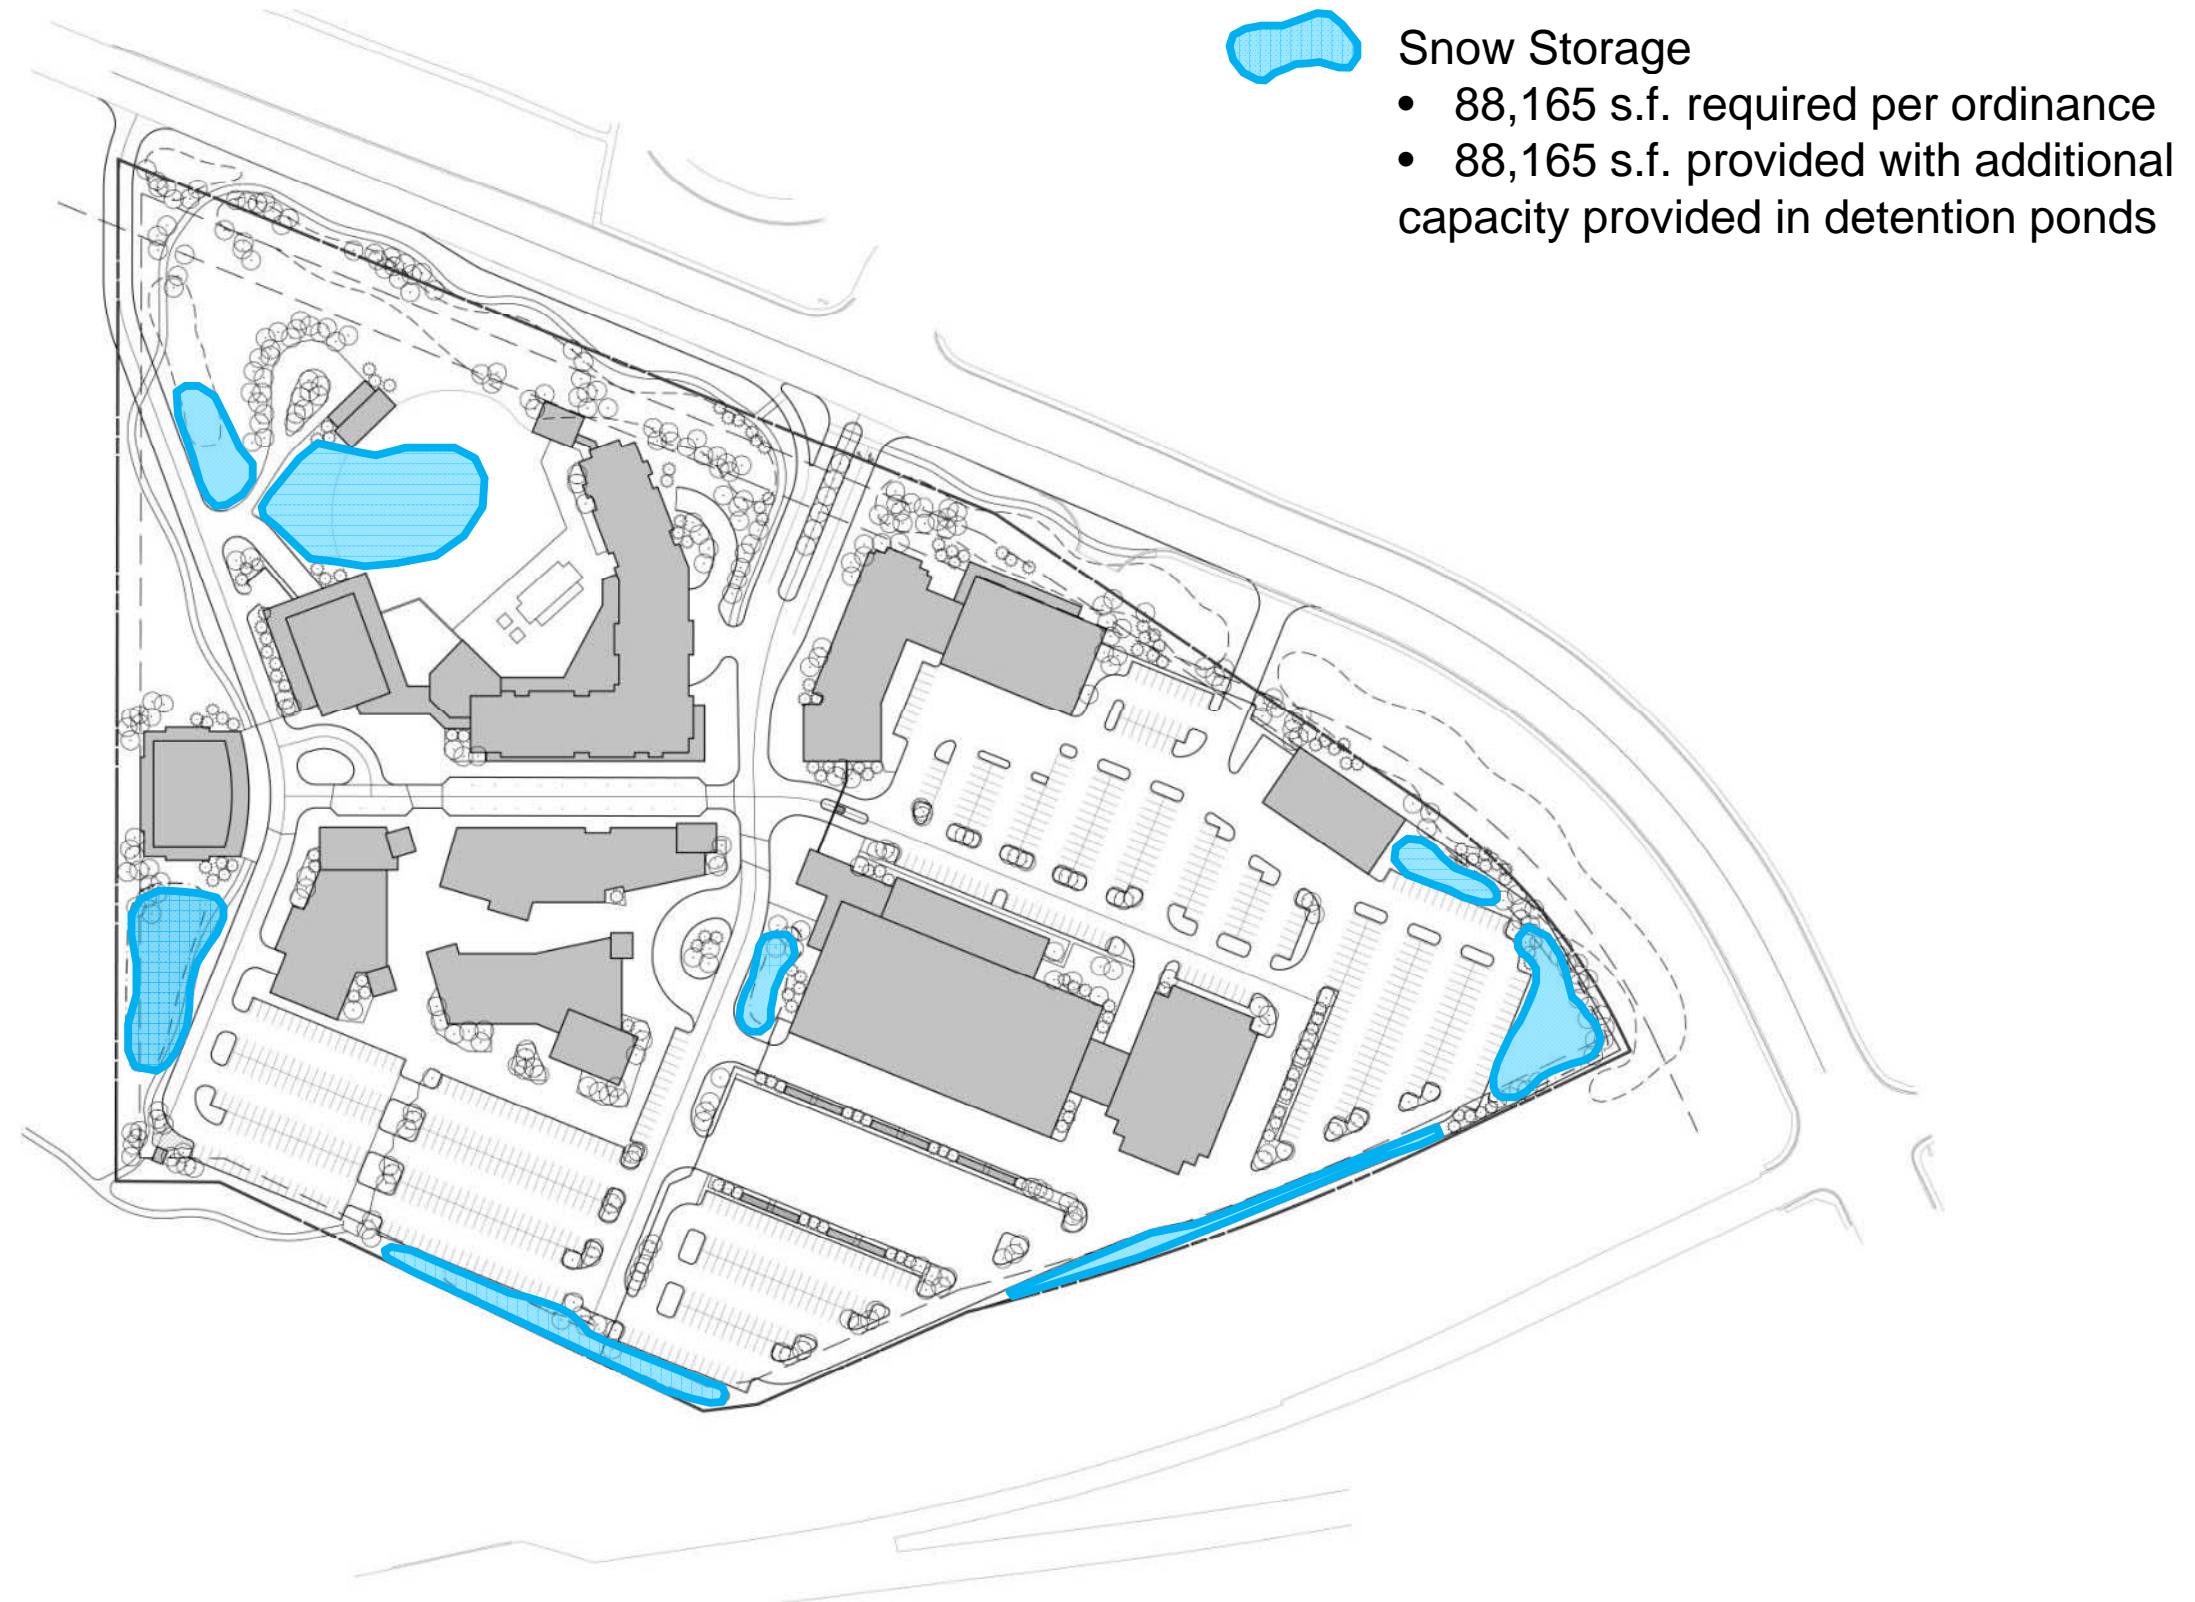 Snow Storage
• 88,165 s.f. required per ordinance
• 88,165 s.f. provided with additional
capacity provided in detention ponds